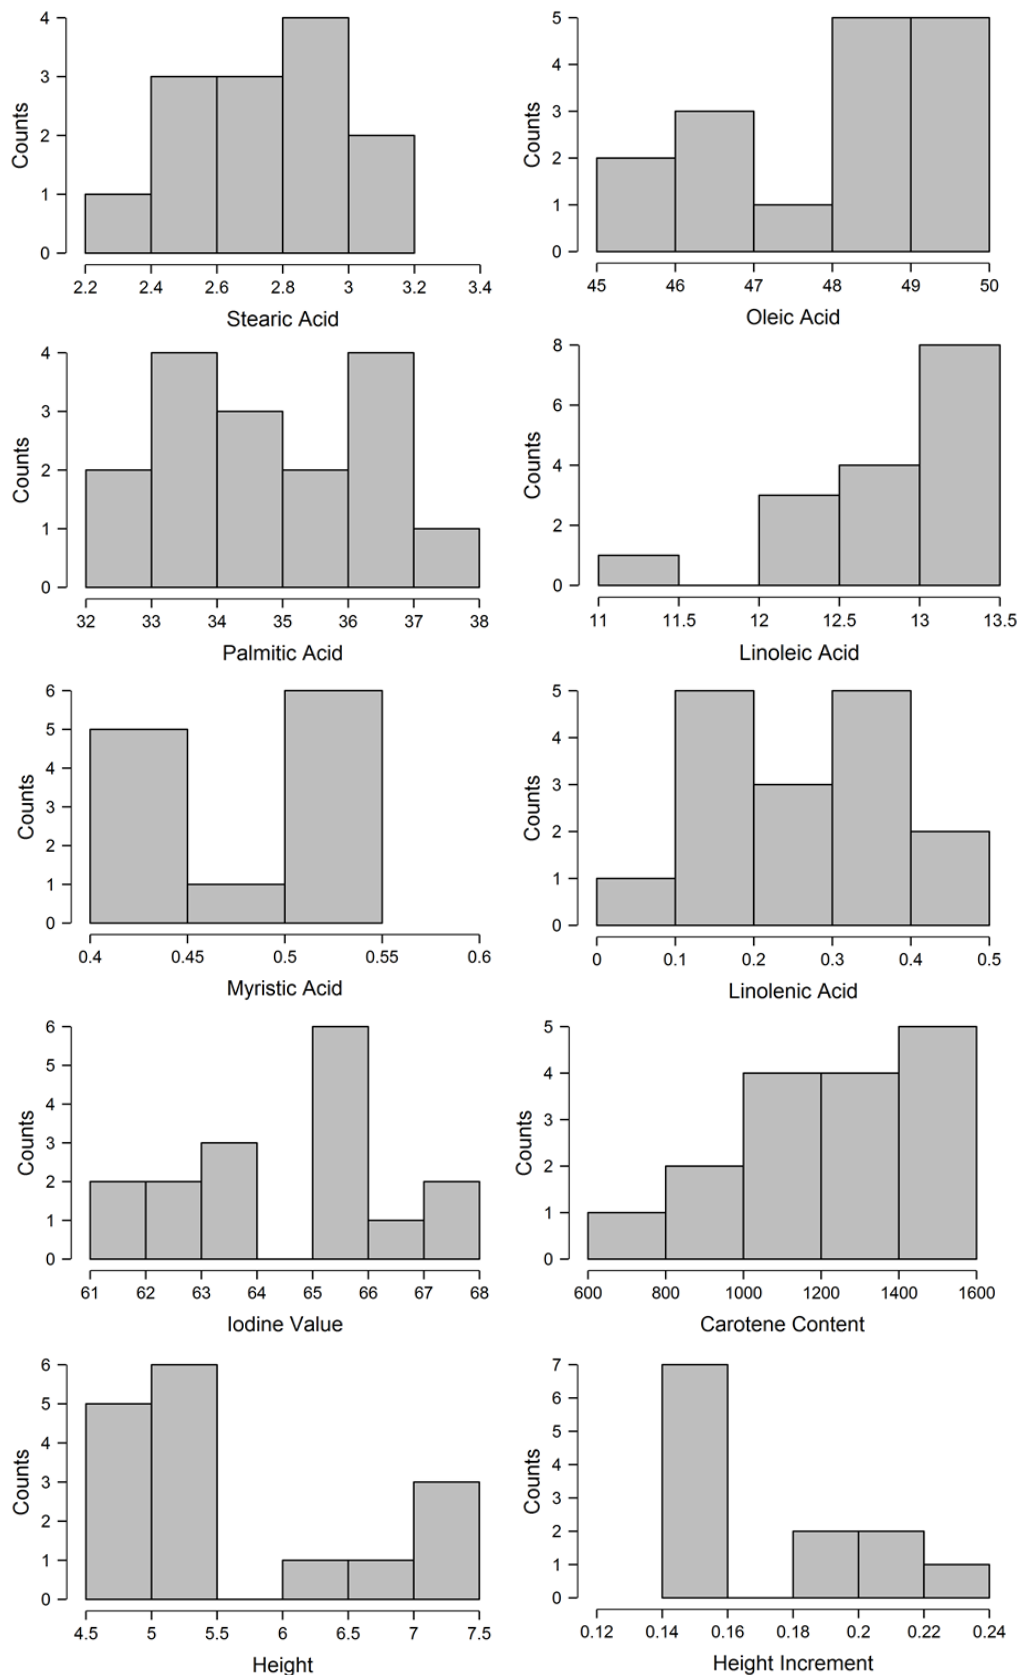 4
3
2
1
0
Counts
2.2 2.4 2.6 2.8 3 3.2 3.4
Stearic Acid
5
4
3
2
1
0
Counts
45 46 47 48 49 50
Oleic Acid
4
3
2
1
0
Counts
32 33 34 35 36 37 38
Palmitic Acid
8
6
4
2
0
Counts
11 11.5 12 12.5 13 13.5
Linoleic Acid
6
5
4
3
2
1
0
Counts
0.4 0.45 0.5 0.55 0.6
Myristic Acid
5
4
3
2
1
0
Counts
0 0.1 0.2 0.3 0.4 0.5
Linolenic Acid
6
5
4
3
2
1
0
Counts
61 62 63 64 65 66 67 68
Iodine Value
5
4
3
2
1
0
Counts
600 800 1000 1200 1400 1600
Carotene Content
6
5
4
3
2
1
0
Counts
4.5 5 5.5 6 6.5 7 7.5
Height
7
6
5
4
3
2
1
0
Counts
0.12 0.14 0.16 0.18 0.2 0.22 0.24
Height Increment